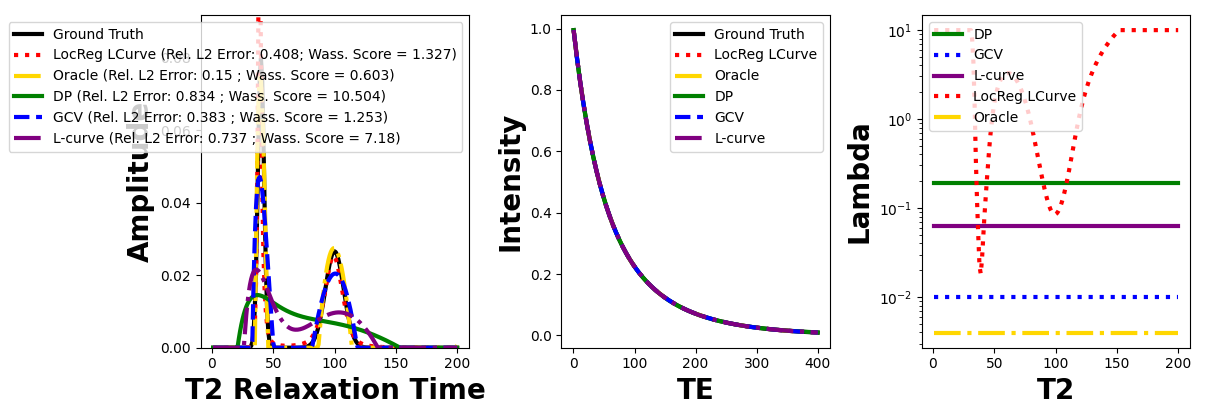 Ground Truth
LocReg LCurve (Rel. L2 Error: 0.408; Wass. Score = 1.327)
Oracle (Rel. L2 Error: 0.15 ; Wass. Score = 0.603)
DP (Rel. L2 Error: 0.834 ; Wass. Score = 10.504)
GCV (Rel. L2 Error: 0.383 ; Wass. Score = 1.253)
L-curve (Rel. L2 Error: 0.737 ; Wass. Score = 7.18)
Amplitude
0.08
0.06
0.04
0.02
0.00
0 50 100 150 200
T2 Relaxation Time
Ground Truth
LocReg LCurve
Oracle
DP
GCV
L-curve
Intensity
1.0
0.8
0.6
0.4
0.2
0.0
0 100 200 300 400
TE
DP
GCV
L-curve
LocReg LCurve
Oracle
Lambda
10¹
10⁰
10⁻¹
10⁻²
0 50 100 150 200
T2